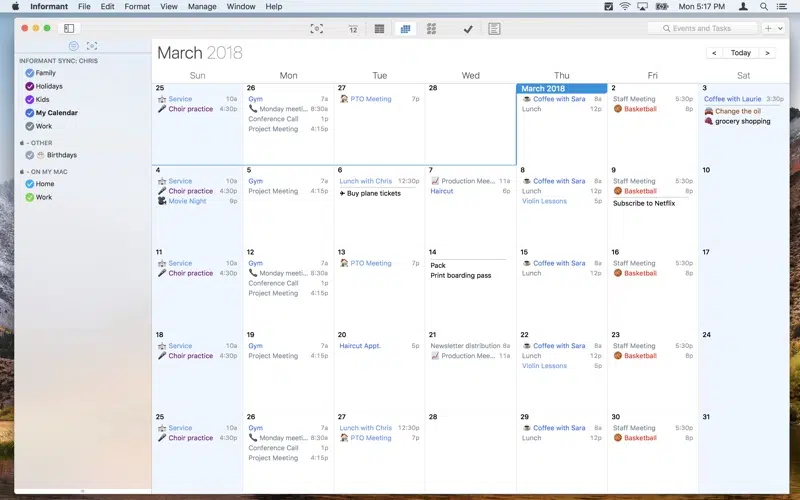 Informant File Edit Format View Manage Window Help Mon 5:17 PM
12 Events and Tasks
INFORMANT SYNC: CHRIS
Family
Holidays
Kids
My Calendar
Work
- OTHER
Birthdays
- ON MY MAC
Home
Work
March 2018
< Today >
Sun Mon Tue Wed Thu Fri Sat
25
Service 10a
Choir practice 4:30p
26
Gym 7a
Monday meeti... 8:30a
Conference Call 1p
Project Meeting 4:15p
27
PTO Meeting 7p
28
March 2018
Coffee with Sara 8a
Lunch 12p
2
Staff Meeting 5:30p
Basketball 8p
3
Coffee with Laurie 3:30p
Change the oil
grocery shopping
4
Service 10a
Choir practice 4:30p
Movie Night 9p
5
Gym 7a
Project Meeting 4:15p
6
Lunch with Chris 12:30p
Buy plane tickets
7
Production Mee... 11a
Haircut 6p
8
Coffee with Sara 8a
Lunch 12p
Violin Lessons 5p
9
Staff Meeting 5:30p
Basketball 8p
Subscribe to Netflix
10
11
Service 10a
Choir practice 4:30p
12
Gym 7a
Monday meeti... 8:30a
Conference Call 1p
Project Meeting 4:15p
13
PTO Meeting 7p
14
Pack
Print boarding pass
15
Coffee with Sara 8a
Lunch 12p
16
Staff Meeting 5:30p
Basketball 8p
17
18
Service 10a
Choir practice 4:30p
19
Gym 7a
Project Meeting 4:15p
20
Haircut Appt. 5p
21
Newsletter distribution 8a
Production Mee... 11a
22
Coffee with Sara 8a
Lunch 12p
Violin Lessons 5p
23
Staff Meeting 5:30p
Basketball 8p
24
25
Service 10a
Choir practice 4:30p
26
Gym 7a
Monday meeti... 8:30a
Conference Call 1p
Project Meeting 4:15p
27
Lunch with Chris 12:30p
PTO Meeting 7p
28
29
Coffee with Sara 8a
Lunch 12p
30
Staff Meeting 5:30p
Basketball 8p
31